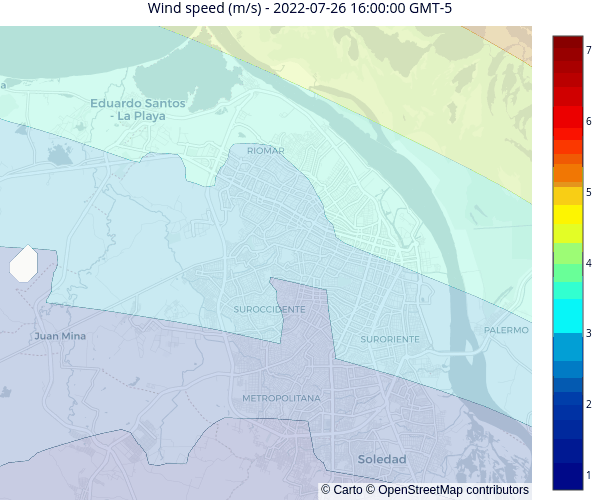 Wind speed (m/s) - 2022-07-26 16:00:00 GMT-5
a
Eduardo Santos
- La Playa
RIOMAR
SUROCCIDENTE
Juan Mina
SURORIENTE
PALERMO
METROPOLITANA
Soledad
© Carto © OpenStreetMap contributors
7
6
5
4
3
2
1